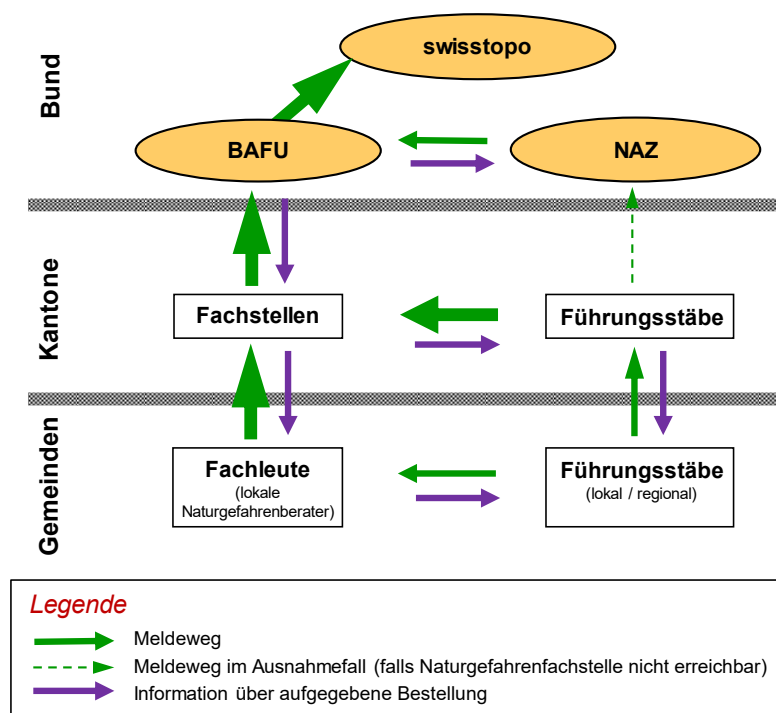 Bund
swisstopo
BAFU
NAZ
Kantone
Fachstellen
Führungsstäbe
Gemeinden
Fachleute
(lokale
Naturgefahrenberater)
Führungsstäbe
(lokal / regional)
Legende
Meldeweg
Meldeweg im Ausnahmefall (falls Naturgefahrenfachstelle nicht erreichbar)
Information über aufgegebene Bestellung